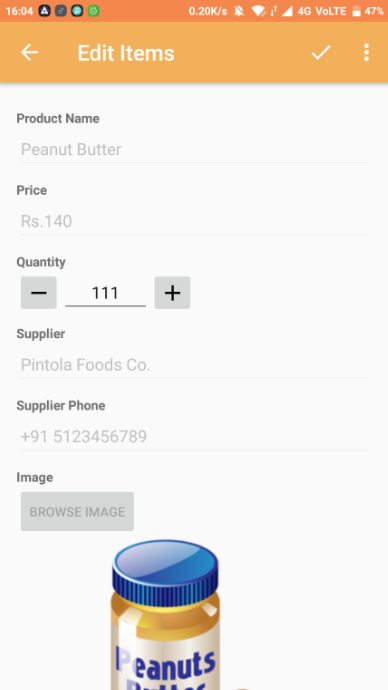 16:04 0.20K/s 4G VoLTE 47%
Edit Items
Product Name
Peanut Butter
Price
Rs.140
Quantity
− 111 +
Supplier
Pintola Foods Co.
Supplier Phone
+91 5123456789
Image
BROWSE IMAGE
Peanuts
Butter